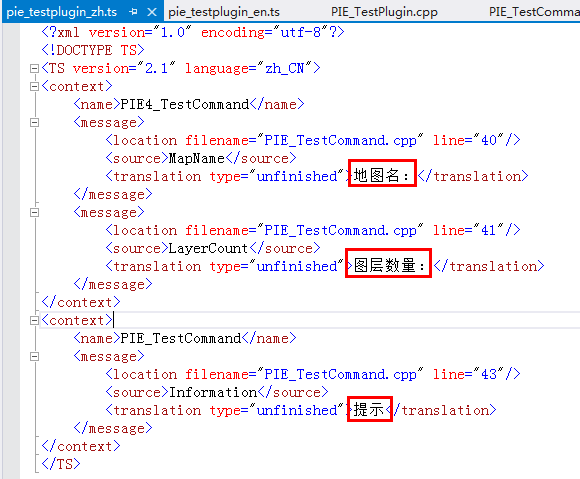 pie_testplugin_zh.ts pie_testplugin_en.ts PIE_TestPlugin.cpp PIE_TestComma
<?xml version="1.0" encoding="utf-8"?>
<!DOCTYPE TS>
<TS version="2.1" language="zh_CN">
<context>
<name>PIE4_TestCommand</name>
<message>
<location filename="PIE_TestCommand.cpp" line="40"/>
<source>MapName</source>
<translation type="unfinished">地图名：</translation>
</message>
<message>
<location filename="PIE_TestCommand.cpp" line="41"/>
<source>LayerCount</source>
<translation type="unfinished">图层数量：</translation>
</message>
</context>
<context>
<name>PIE_TestCommand</name>
<message>
<location filename="PIE_TestCommand.cpp" line="43"/>
<source>Information</source>
<translation type="unfinished">提示</translation>
</message>
</context>
</TS>